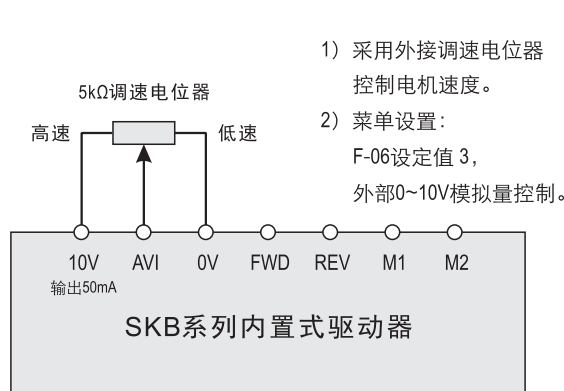 1）采用外接调速电位器
控制电机速度。
2）菜单设置：
F-06设定值 3，
外部0~10V模拟量控制。
5kΩ调速电位器
高速
低速
10V
AVI
0V
FWD
REV
M1
M2
输出50mA
SKB系列内置式驱动器